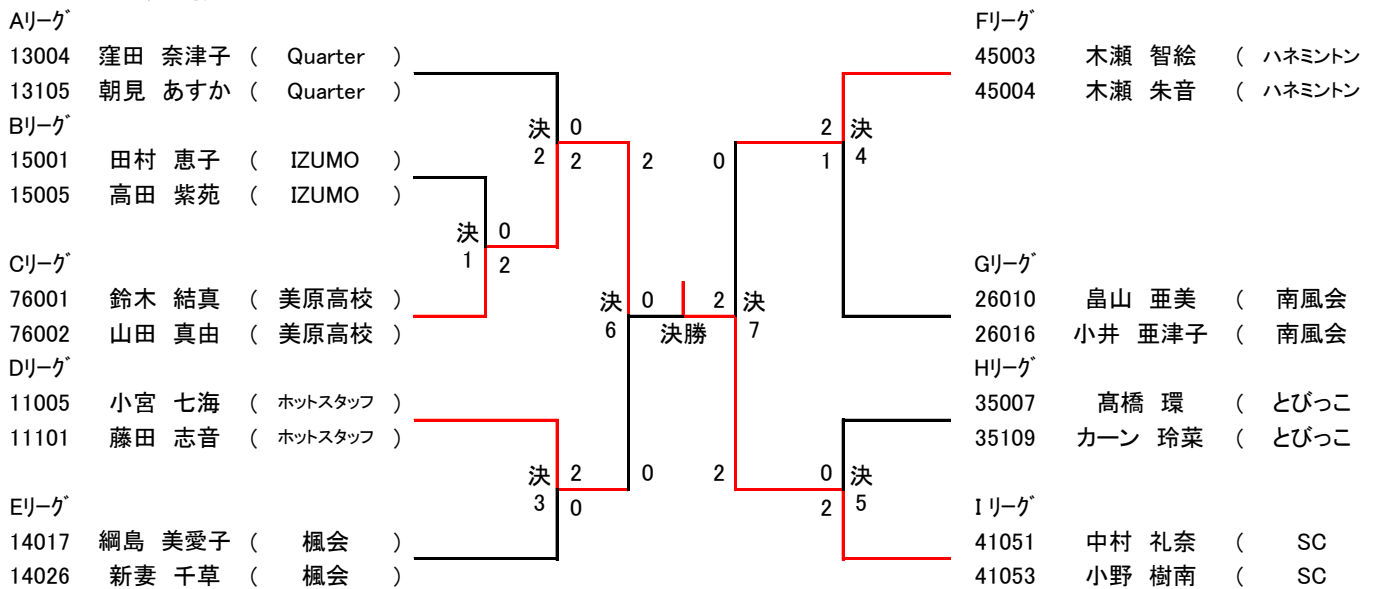 Aリーグ
13004 窪田 奈津子 ( Quarter )
13105 朝見 あすか ( Quarter )
Bリーグ
15001 田村 恵子 ( IZUMO )
15005 高田 紫苑 ( IZUMO )
Cリーグ
76001 鈴木 結真 ( 美原高校 )
76002 山田 真由 ( 美原高校 )
Dリーグ
11005 小宮 七海 ( ホットスタッフ )
11101 藤田 志音 ( ホットスタッフ )
Eリーグ
14017 綱島 美愛子 ( 楓会 )
14026 新妻 千草 ( 楓会 )
決 0
2 2
決 0
1 2
決 2
3 0
2
決 0
6
0
決勝
0
2 決
7
2
2 決
1 4
0 決
2 5
Fリーグ
45003 木瀬 智絵 ( ハネミントン
45004 木瀬 朱音 ( ハネミントン
Gリーグ
26010 畠山 亜美 ( 南風会
26016 小井 亜津子 ( 南風会
Hリーグ
35007 髙橋 環 ( とびっこ
35109 カーン 玲菜 ( とびっこ
I リーグ
41051 中村 礼奈 ( SC
41053 小野 樹南 ( SC